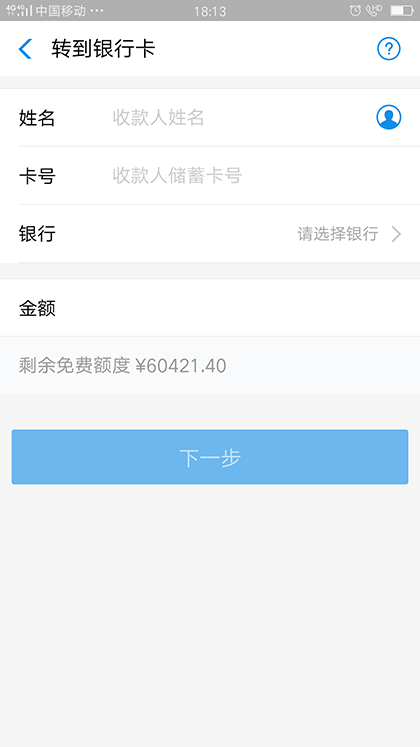 4G 4G 中国移动 ··· 18:13 HD
转到银行卡 ?
姓名 收款人姓名
卡号 收款人储蓄卡号
银行 请选择银行
金额
剩余免费额度 ¥60421.40
下一步